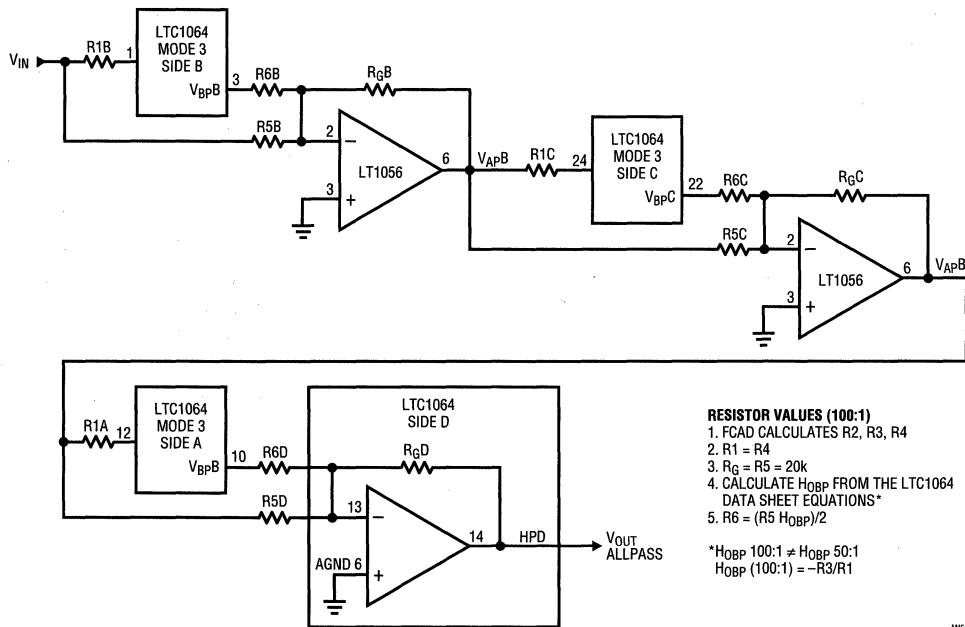 VIN
R1B
1
LTC1064
MODE 3
SIDE B
VBPB
3
R6B
RGB
R5B
2
−
LT1056
3
+
6
VAPB
R1C
24
LTC1064
MODE 3
SIDE C
VBPC
22
R6C
RGC
R5C
2
−
LT1056
3
+
6
VAPB
R1A
12
LTC1064
MODE 3
SIDE A
VBPB
10
R6D
R5D
LTC1064
SIDE D
RGD
13
−
AGND 6
+
14
HPD
VOUT
ALLPASS
RESISTOR VALUES (100:1)
1. FCAD CALCULATES R2, R3, R4
2. R1 = R4
3. RG = R5 = 20k
4. CALCULATE HOBP FROM THE LTC1064
DATA SHEET EQUATIONS*
5. R6 = (R5 HOBP)/2
*HOBP 100:1 ≠ HOBP 50:1
HOBP (100:1) = –R3/R1